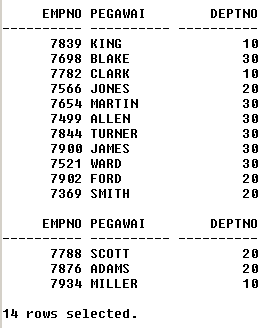 EMPNO PEGAWAI DEPTNO
---------- ---------- ----------
7839 KING 10
7698 BLAKE 30
7782 CLARK 10
7566 JONES 20
7654 MARTIN 30
7499 ALLEN 30
7844 TURNER 30
7900 JAMES 30
7521 WARD 30
7902 FORD 20
7369 SMITH 20
EMPNO PEGAWAI DEPTNO
---------- ---------- ----------
7788 SCOTT 20
7876 ADAMS 20
7934 MILLER 10
14 rows selected.